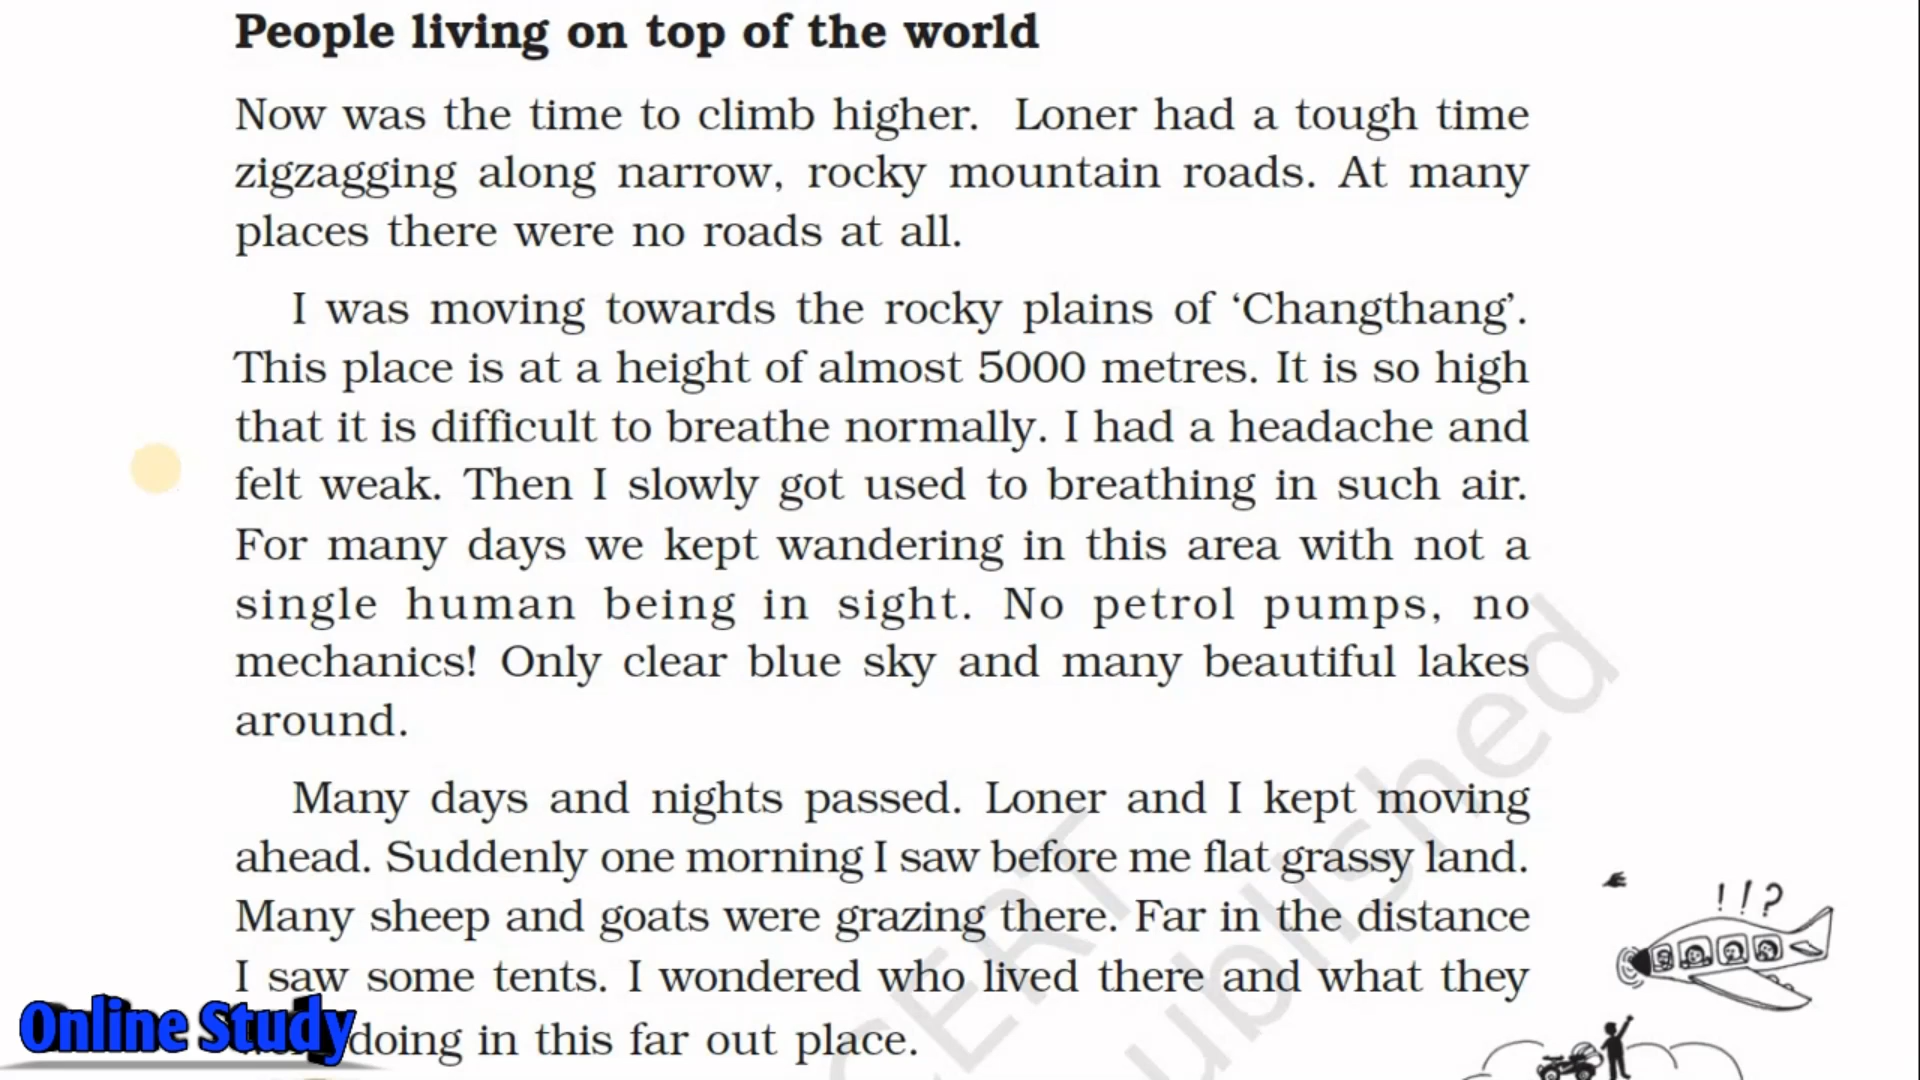 People living on top of the world
Now was the time to climb higher. Loner had a tough time
zigzagging along narrow, rocky mountain roads. At many
places there were no roads at all.
I was moving towards the rocky plains of ‘Changthang’.
This place is at a height of almost 5000 metres. It is so high
that it is difficult to breathe normally. I had a headache and
felt weak. Then I slowly got used to breathing in such air.
For many days we kept wandering in this area with not a
single human being in sight. No petrol pumps, no
mechanics! Only clear blue sky and many beautiful lakes
around.
Many days and nights passed. Loner and I kept moving
ahead. Suddenly one morning I saw before me flat grassy land.
Many sheep and goats were grazing there. Far in the distance
I saw some tents. I wondered who lived there and what they
doing in this far out place.
!!?
Online Study
CERT
ublished